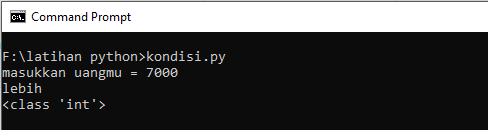 Command Prompt
F:\latihan python>kondisi.py
masukkan uangmu = 7000
lebih
<class 'int'>